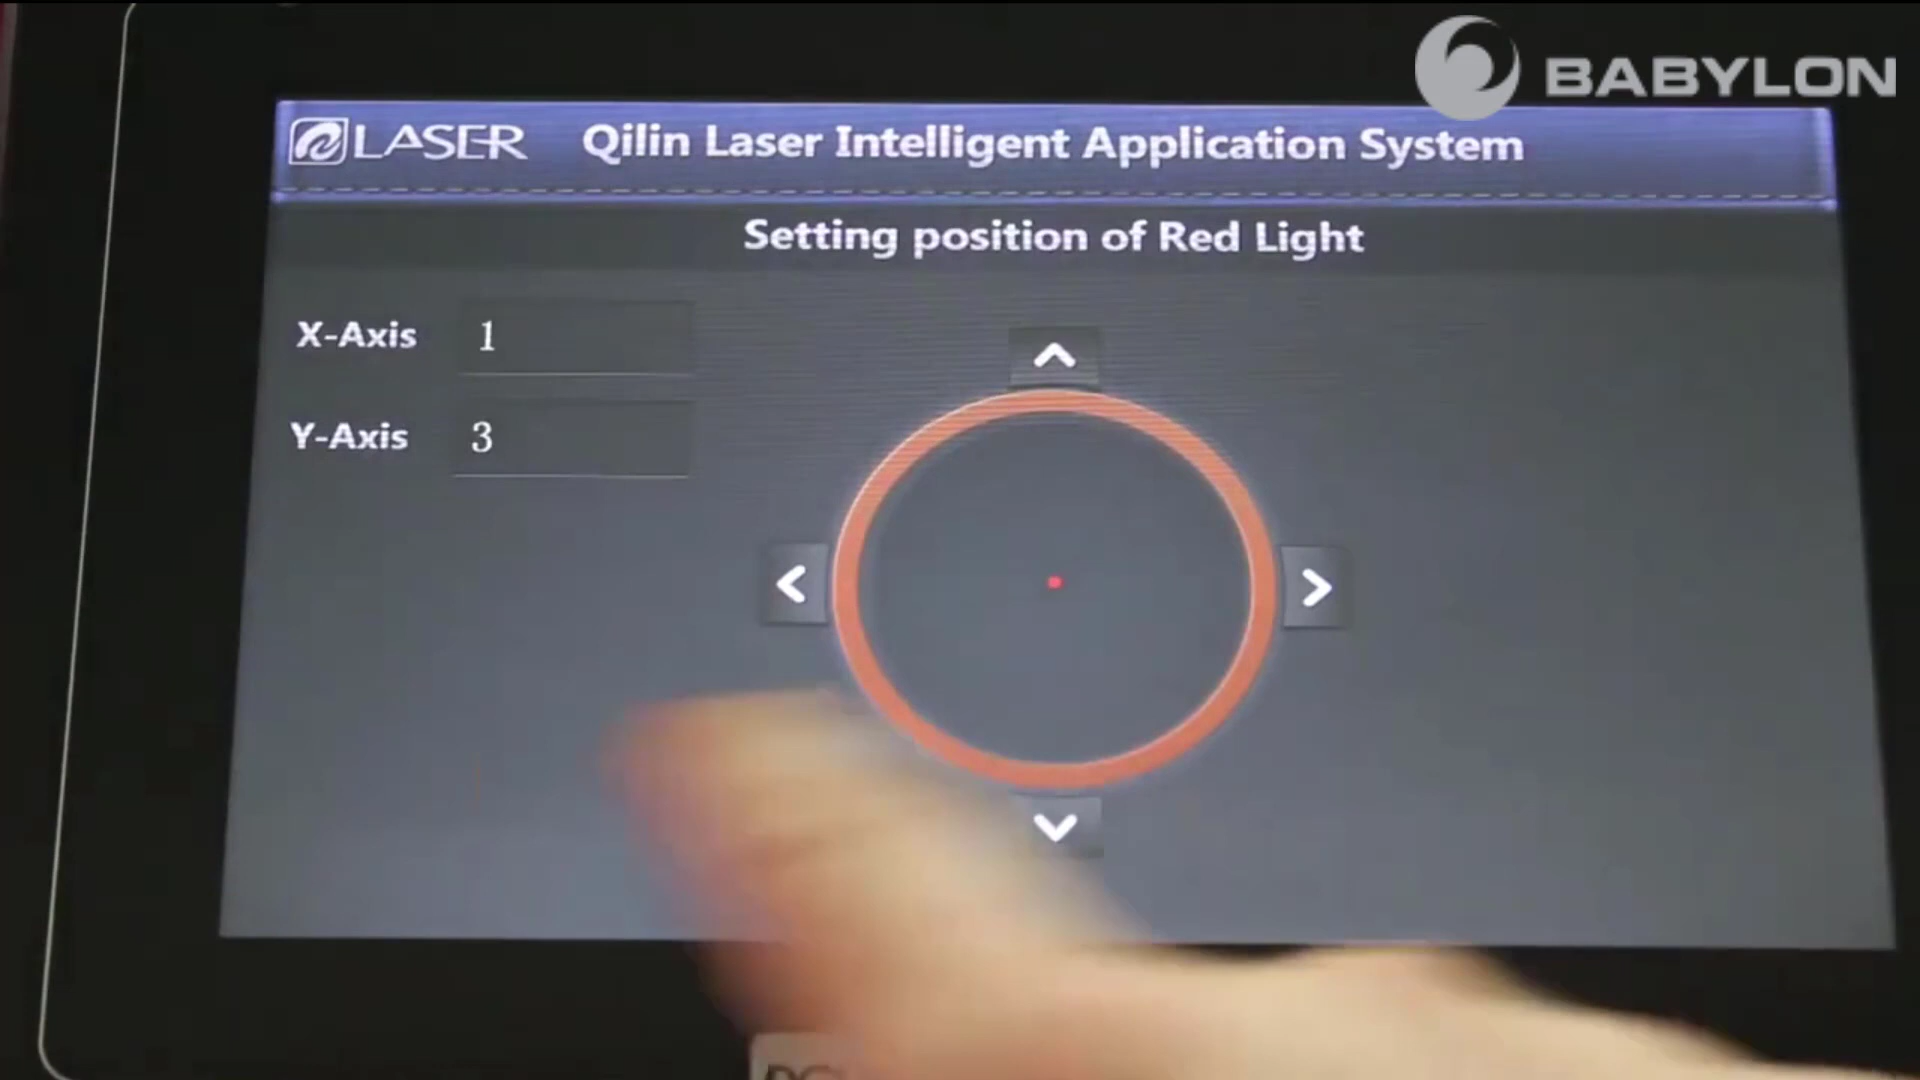 BABYLON
LASER
Qilin Laser Intelligent Application System
Setting position of Red Light
X-Axis 1
Y-Axis 3